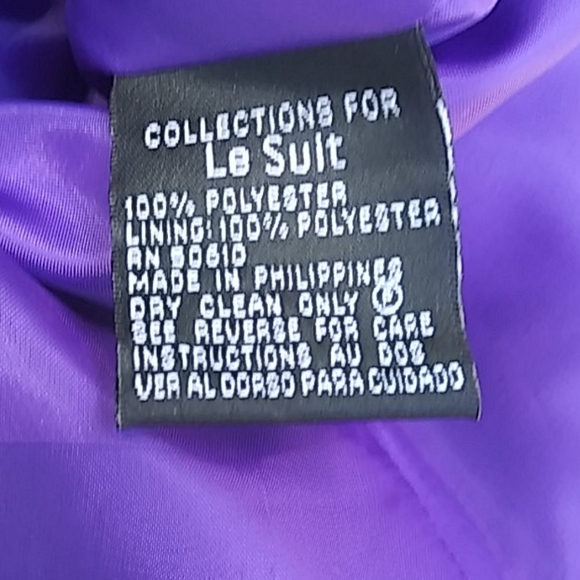 COLLECTIONS FOR
Le Suit
100% POLYESTER
LINING: 100% POLYESTER
RN
MADE IN PHILIPPINES
DRY CLEAN ONLY
SEE REVERSE FOR CARE
INSTRUCTIONS AU DOS
VER AL DORSO PARA CUIDADO